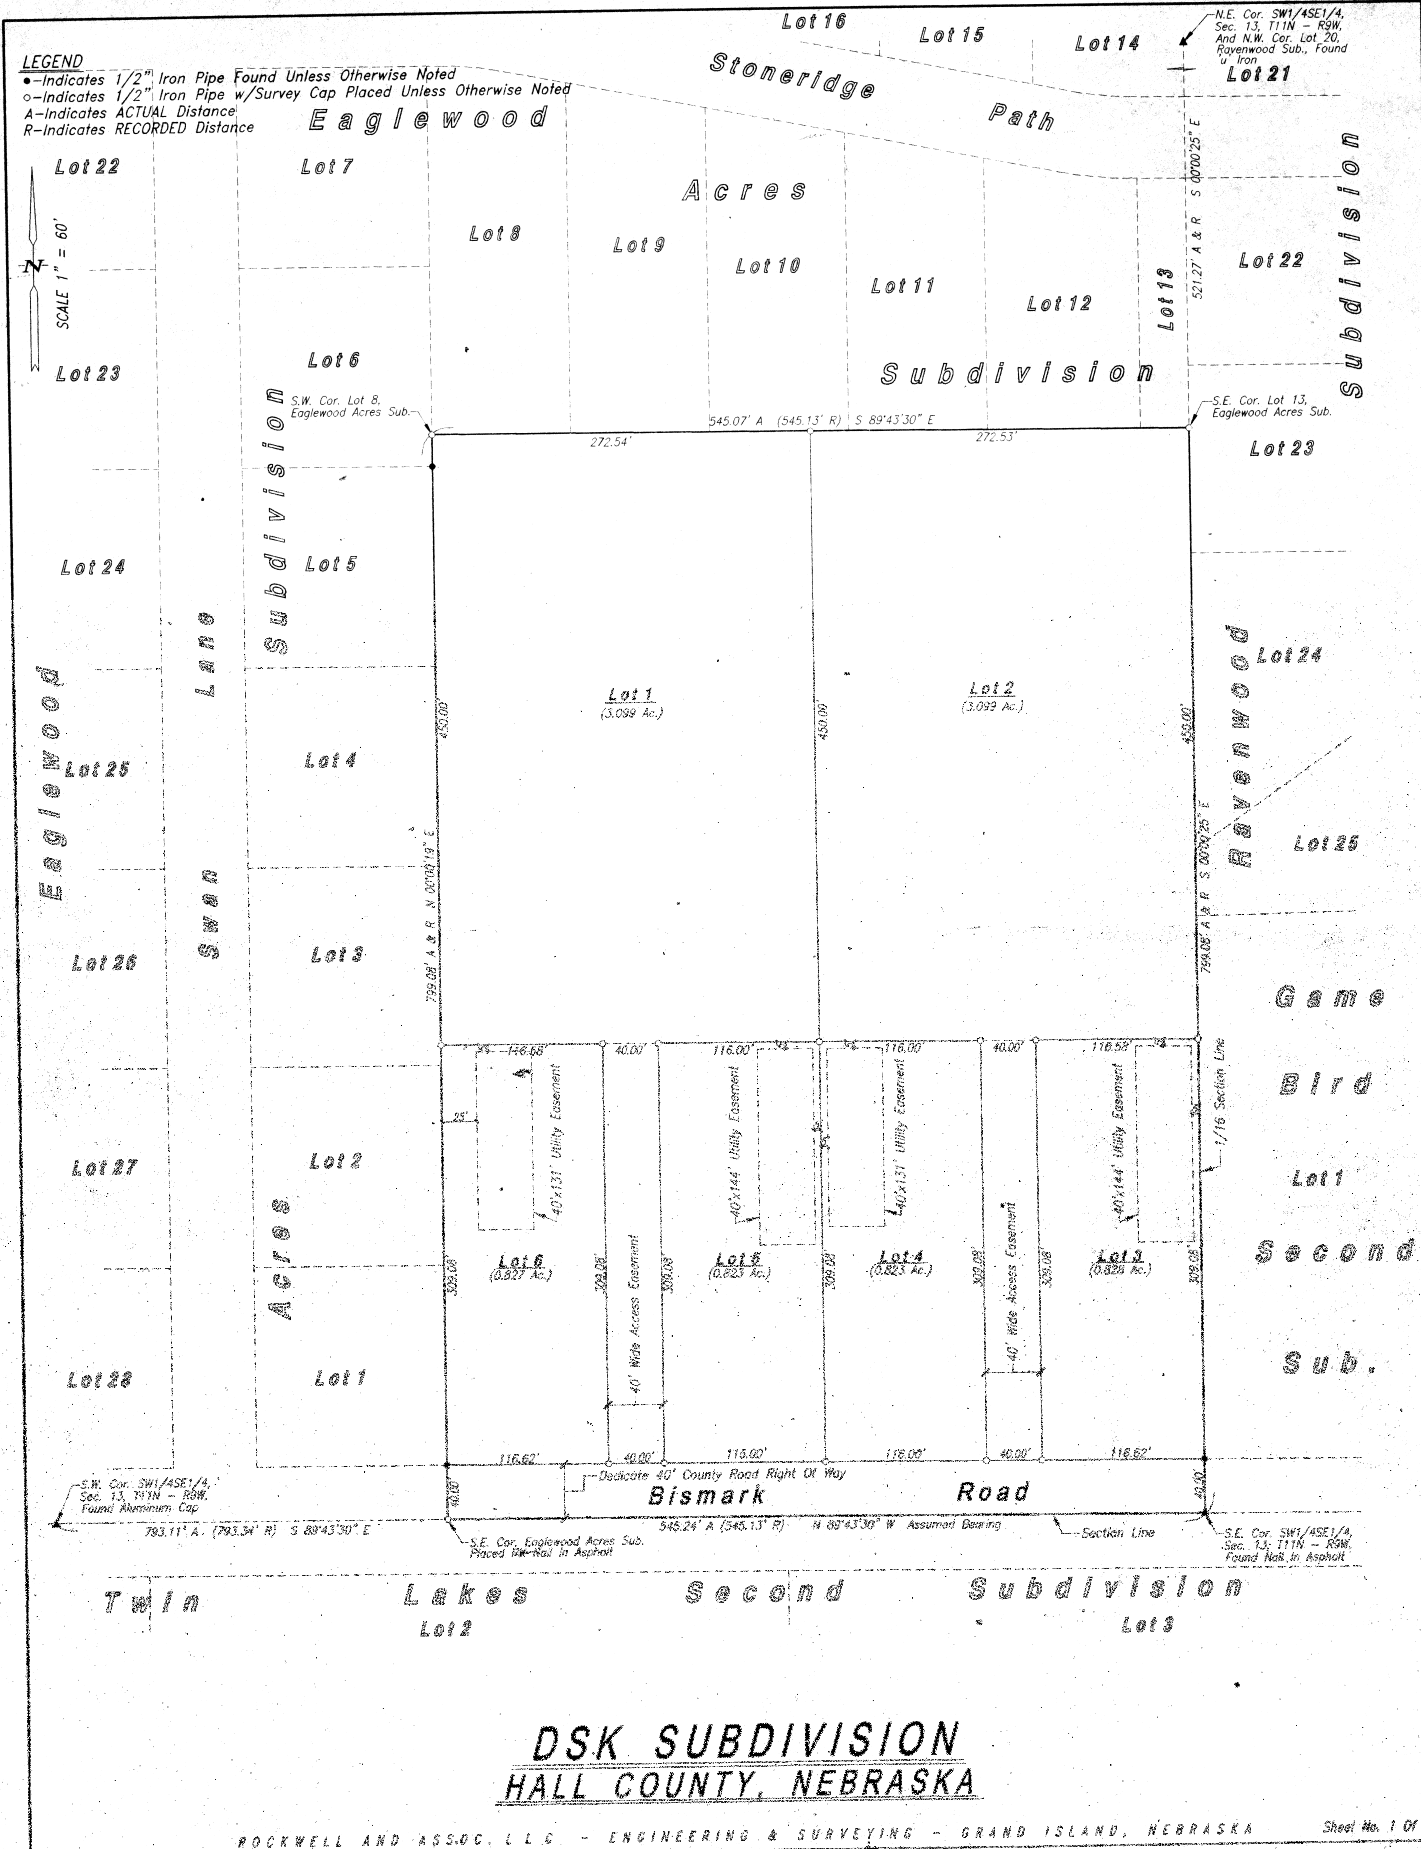 Lot 16
Lot 15
Lot 14
N.E. Cor. SW1/4SE1/4,
Sec. 13, T11N - R9W,
And N.W. Cor. Lot 20,
Ravenwood Sub., Found
"u" Iron
Lot 21
LEGEND
●-Indicates 1/2" Iron Pipe Found Unless Otherwise Noted
○-Indicates 1/2" Iron Pipe w/Survey Cap Placed Unless Otherwise Noted
A-Indicates ACTUAL Distance
R-Indicates RECORDED Distance
Stoneridge Path
Eaglewood
Acres
Subdivision
Lot 22
Lot 7
Lot 8
Lot 9
Lot 10
Lot 11
Lot 12
Lot 13
521.27' A & R S 00°00'25" E
Lot 22
Subdivision
N
SCALE 1" = 60'
Lot 23
Lot 6
S.W. Cor. Lot 8,
Eaglewood Acres Sub.
545.07' A (545.13' R) S 89°43'30" E
272.54'
272.53'
S.E. Cor. Lot 13,
Eaglewood Acres Sub.
Lot 23
Subdivision
Lot 24
Lot 5
Swan Lane
Eaglewood
Ravenwood
Lot 24
Lot 1
(3.099 Ac.)
Lot 2
(3.099 Ac.)
450.00'
450.00'
450.00'
Lot 25
Lot 4
799.08' A & R N 00°00'19" E
799.08' A & R S 00°00'25" E
Lot 25
Lot 26
Lot 3
Game
Bird
Lot 1
Second
Sub.
116.58'
40.00'
116.00'
116.00'
40.00'
116.58'
1/16 Section Line
25'
40'x131' Utility Easement
40'x144' Utility Easement
40'x131' Utility Easement
40'x144' Utility Easement
Lot 27
Lot 2
Acres
Lot 6
(0.827 Ac.)
Lot 5
(0.823 Ac.)
Lot 4
(0.823 Ac.)
Lot 3
(0.828 Ac.)
309.08'
309.08'
309.08'
309.08'
309.08'
309.08'
309.08'
40' Wide Access Easement
40' Wide Access Easement
Lot 28
Lot 1
116.62'
40.00'
116.00'
116.00'
40.00'
116.62'
Dedicate 40' County Road Right Of Way
Bismark Road
40.00'
40.00'
S.W. Cor. SW1/4SE1/4,
Sec. 13, T11N - R9W,
Found Aluminum Cap
793.11' A. (793.34' R) S 89°43'30" E
545.24' A (545.13' R) N 89°43'30" W Assumed Bearing
S.E. Cor. Eaglewood Acres Sub.
Placed Nail In Asphalt
Section Line
S.E. Cor. SW1/4SE1/4,
Sec. 13, T11N - R9W,
Found Nail In Asphalt
Twin Lakes Second Subdivision
Lot 2
Lot 3
DSK SUBDIVISION
HALL COUNTY, NEBRASKA
ROCKWELL AND ASSOC. L.L.C. - ENGINEERING & SURVEYING - GRAND ISLAND, NEBRASKA
Sheet No. 1 Of